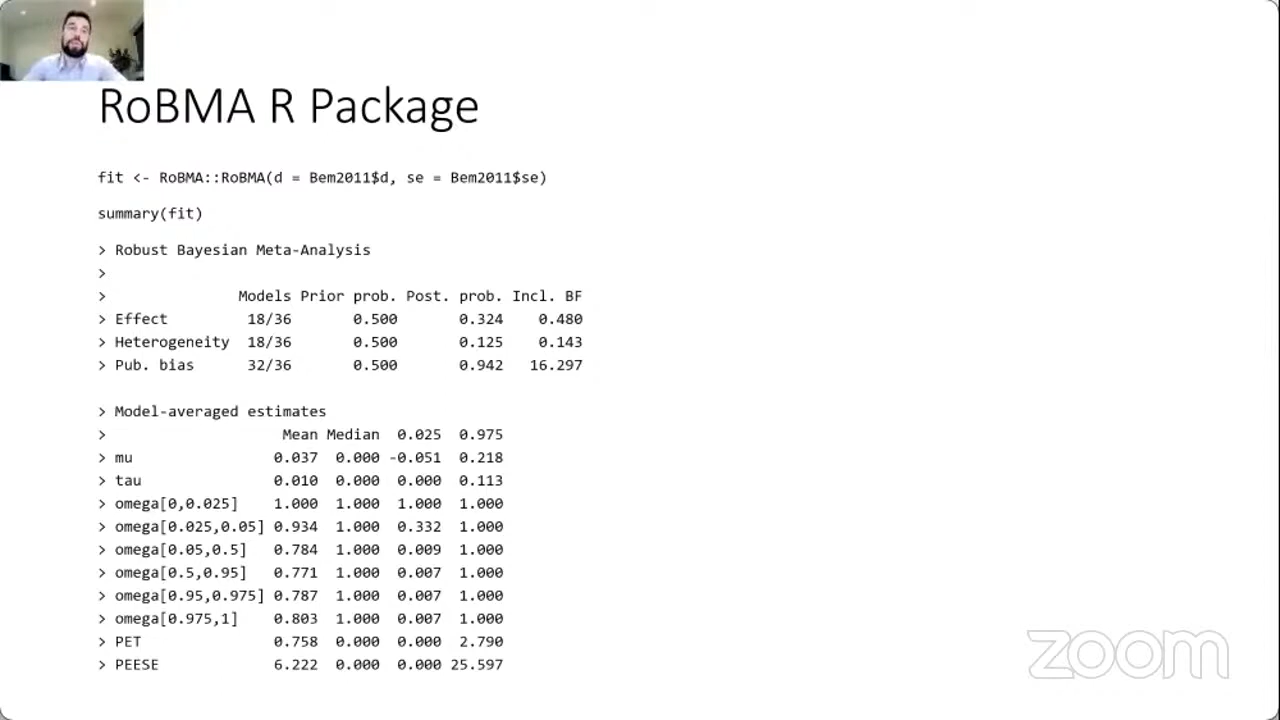 RoBMA R Package
fit <- RoBMA::RoBMA(d = Bem2011$d, se = Bem2011$se)
summary(fit)
> Robust Bayesian Meta-Analysis
>
> Models Prior prob. Post. prob. Incl. BF
> Effect 18/36 0.500 0.324 0.480
> Heterogeneity 18/36 0.500 0.125 0.143
> Pub. bias 32/36 0.500 0.942 16.297
> Model-averaged estimates
> Mean Median 0.025 0.975
> mu 0.037 0.000 -0.051 0.218
> tau 0.010 0.000 0.000 0.113
> omega[0,0.025] 1.000 1.000 1.000 1.000
> omega[0.025,0.05] 0.934 1.000 0.332 1.000
> omega[0.05,0.5] 0.784 1.000 0.009 1.000
> omega[0.5,0.95] 0.771 1.000 0.007 1.000
> omega[0.95,0.975] 0.787 1.000 0.007 1.000
> omega[0.975,1] 0.803 1.000 0.007 1.000
> PET 0.758 0.000 0.000 2.790
> PEESE 6.222 0.000 0.000 25.597
zoom